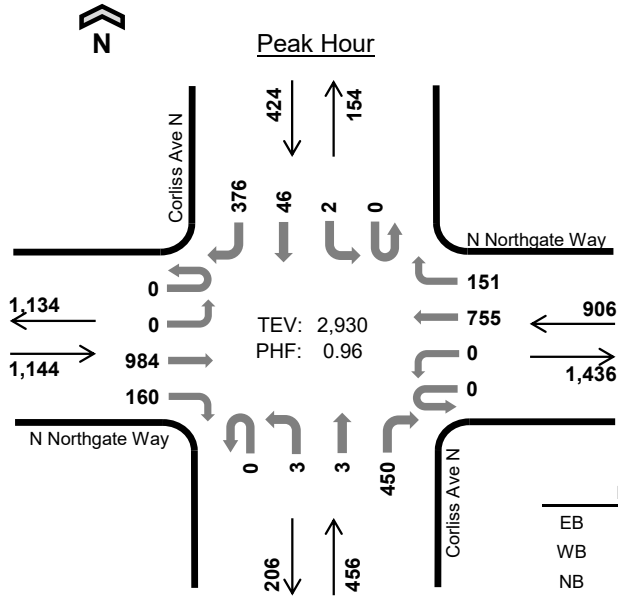 N
Peak Hour
424
154
Corliss Ave N
376
46
2
0
N Northgate Way
0
151
1,134
0
TEV: 2,930
755
906
1,144
984
PHF: 0.96
0
1,436
160
0
N Northgate Way
0
3
3
450
Corliss Ave N
EB
WB
NB
206
456